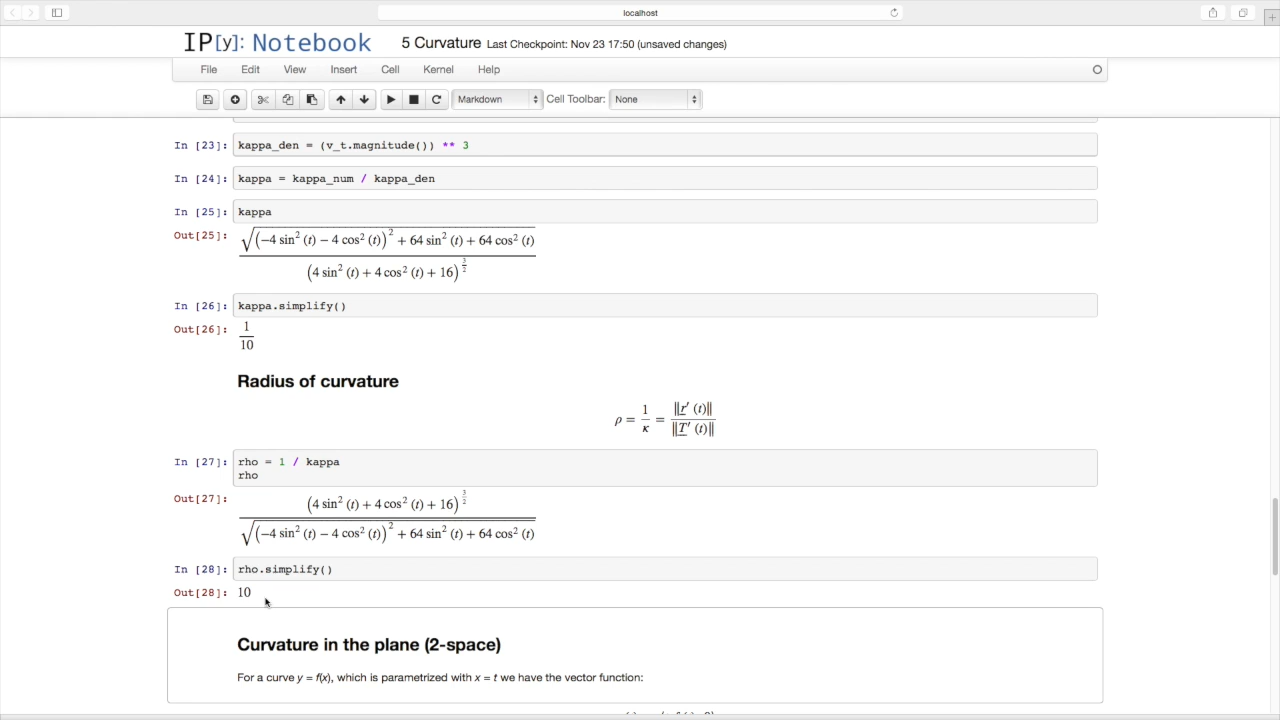 localhost
IP[y]: Notebook 5 Curvature Last Checkpoint: Nov 23 17:50 (unsaved changes)
File Edit View Insert Cell Kernel Help
Markdown Cell Toolbar: None
In [23]: kappa_den = (v_t.magnitude()) ** 3
In [24]: kappa = kappa_num / kappa_den
In [25]: kappa
Out[25]: √(−4 sin² (t) − 4 cos² (t))² + 64 sin² (t) + 64 cos² (t)
(4 sin² (t) + 4 cos² (t) + 16)^3/2
In [26]: kappa.simplify()
Out[26]: 1
10
Radius of curvature
ρ = 1/κ = ‖r′ (t)‖ / ‖T′ (t)‖
In [27]: rho = 1 / kappa
rho
Out[27]: (4 sin² (t) + 4 cos² (t) + 16)^3/2
√(−4 sin² (t) − 4 cos² (t))² + 64 sin² (t) + 64 cos² (t)
In [28]: rho.simplify()
Out[28]: 10
Curvature in the plane (2-space)
For a curve y = f(x), which is parametrized with x = t we have the vector function: